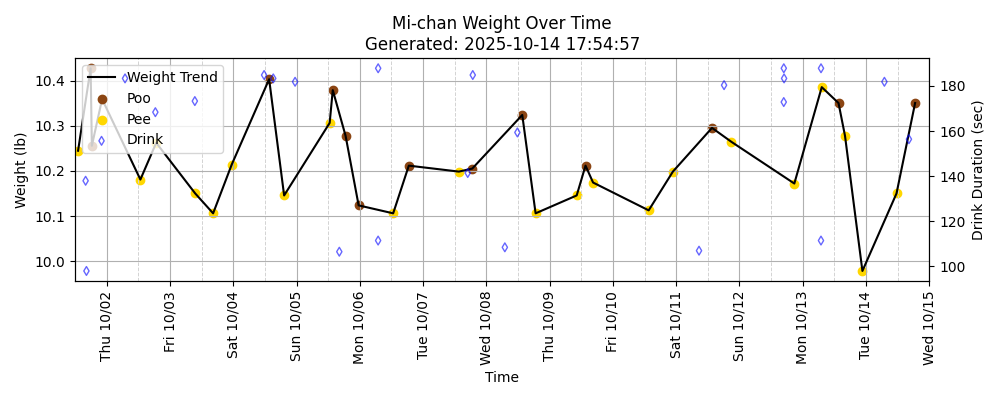 Mi-chan Weight Over Time
Generated: 2025-10-14 17:54:57
Weight (lb)
10.4
10.3
10.2
10.1
10.0
Weight Trend
Poo
Pee
Drink
180
160
140
120
100
Drink Duration (sec)
Thu 10/02
Fri 10/03
Sat 10/04
Sun 10/05
Mon 10/06
Tue 10/07
Wed 10/08
Thu 10/09
Fri 10/10
Sat 10/11
Sun 10/12
Mon 10/13
Tue 10/14
Wed 10/15
Time